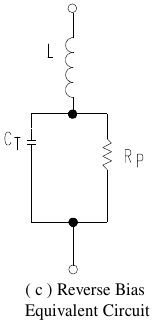 L
CT
Rp
( c ) Reverse Bias
Equivalent Circuit